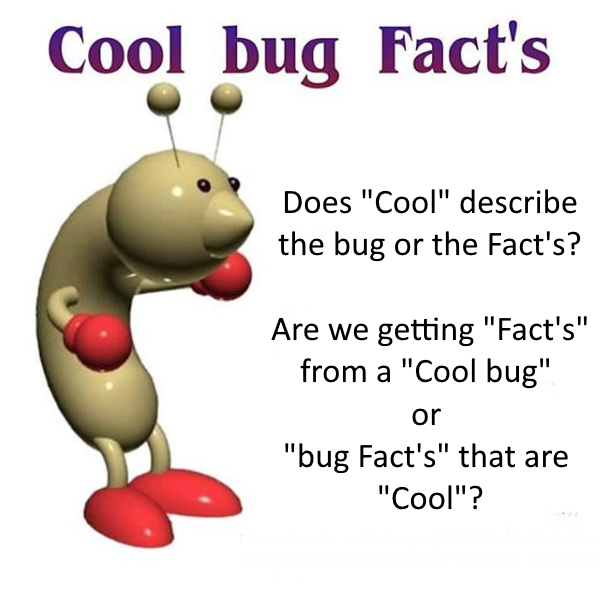 Cool bug Fact's
Does "Cool" describe
the bug or the Fact's?
Are we getting "Fact's"
from a "Cool bug"
or
"bug Fact's" that are
"Cool"?